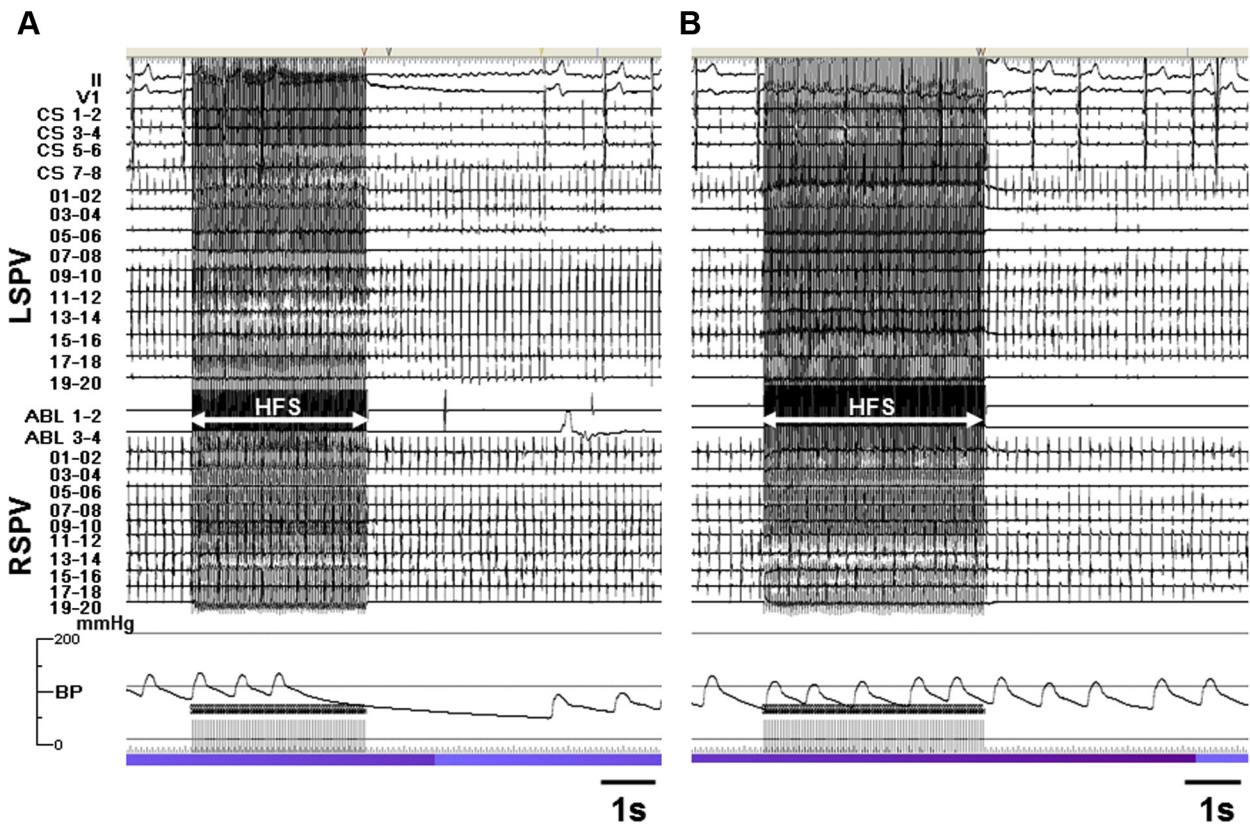 A B
II
V1
CS 1-2
CS 3-4
CS 5-6
CS 7-8
LSPV
01-02
03-04
05-06
07-08
09-10
11-12
13-14
15-16
17-18
19-20
HFS HFS
ABL 1-2
ABL 3-4
RSPV
01-02
03-04
05-06
07-08
09-10
11-12
13-14
15-16
17-18
19-20
mmHg
200
BP
0
1s 1s